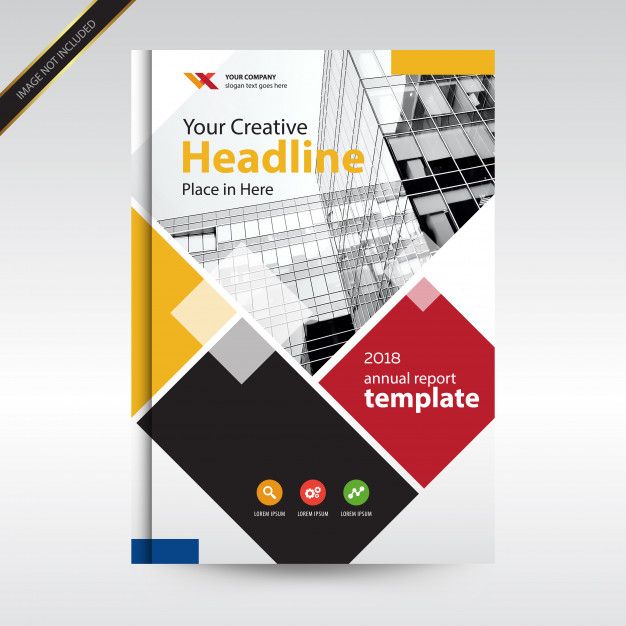 IMAGE NOT INCLUDED
YOUR COMPANY
slogan text goes here
Your Creative
Headline
Place in Here
2018
annual report
template
LOREM IPSUM
LOREM IPSUM
LOREM IPSUM